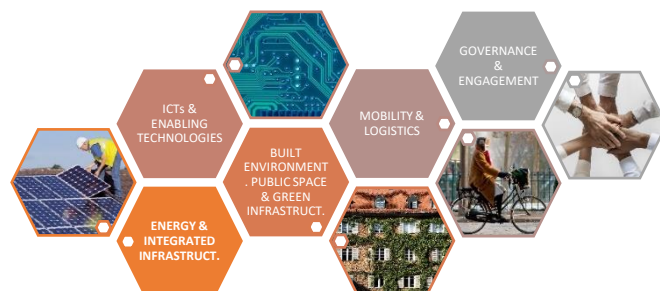 ICTs &
ENABLING
TECHNOLOGIES
ENERGY &
INTEGRATED
INFRASTRUCT.
BUILT
ENVIRONMENT
. PUBLIC SPACE
& GREEN
INFRASTRUCT.
MOBILITY &
LOGISTICS
GOVERNANCE
&
ENGAGEMENT